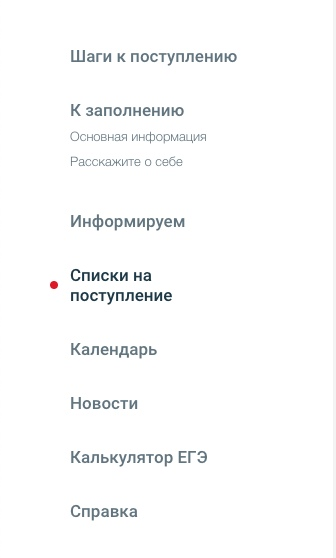 Шаги к поступлению
К заполнению
Основная информация
Расскажите о себе
Информируем
Списки на
поступление
Календарь
Новости
Калькулятор ЕГЭ
Справка